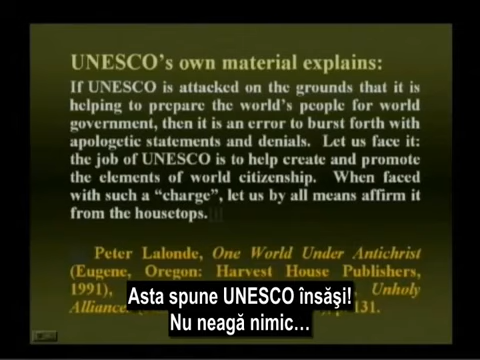 UNESCO's own material explains:
If UNESCO is attacked on the grounds that it is
helping to prepare the world's people for world
government, then it is an error to burst forth with
apologetic statements and denials. Let us face it:
the job of UNESCO is to help create and promote
the elements of world citizenship. When faced
with such a “charge”, let us by all means affirm it
from the housetops.
Peter Lalonde, One World Under Antichrist
(Eugene, Oregon: Harvest House Publishers,
1991), Unholy
Alliance. 131.
Asta spune UNESCO însăşi!
Nu neagă nimic…